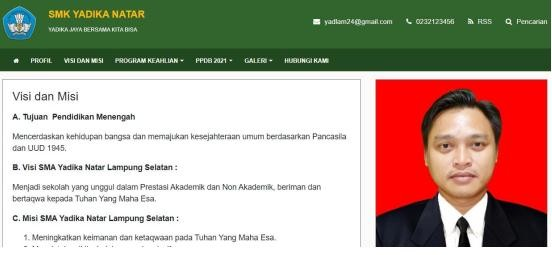 SMK YADIKA NATAR
YADIKA JAYA BERSAMA KITA BISA
yadlam24@gmail.com 0232123456 RSS Pencarian
PROFIL VISI DAN MISI PROGRAM KEAHLIAN PPDB 2021 GALERI HUBUNGI KAMI
Visi dan Misi
A. Tujuan Pendidikan Menengah
Mencerdaskan kehidupan bangsa dan memajukan kesejahteraan umum berdasarkan Pancasila
dan UUD 1945.
B. Visi SMA Yadika Natar Lampung Selatan :
Menjadi sekolah yang unggul dalam Prestasi Akademik dan Non Akademik, beriman dan
bertaqwa kepada Tuhan Yang Maha Esa.
C. Misi SMA Yadika Natar Lampung Selatan :
1. Meningkatkan keimanan dan ketaqwaan pada Tuhan Yang Maha Esa.